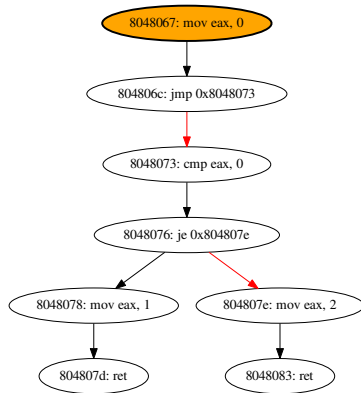 8048067: mov eax, 0
804806c: jmp 0x8048073
8048073: cmp eax, 0
8048076: je 0x804807e
8048078: mov eax, 1
804807e: mov eax, 2
804807d: ret
8048083: ret